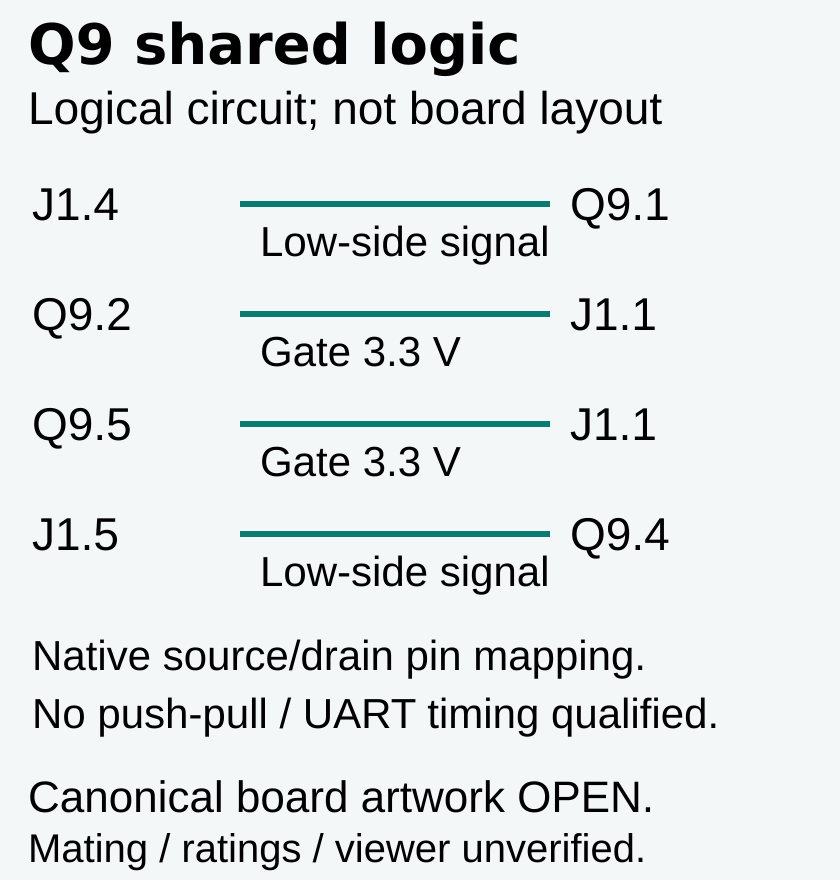 Q9 shared logic
Logical circuit; not board layout
J1.4 Q9.1
Low-side signal
Q9.2 J1.1
Gate 3.3 V
Q9.5 J1.1
Gate 3.3 V
J1.5 Q9.4
Low-side signal
Native source/drain pin mapping.
No push-pull / UART timing qualified.
Canonical board artwork OPEN.
Mating / ratings / viewer unverified.